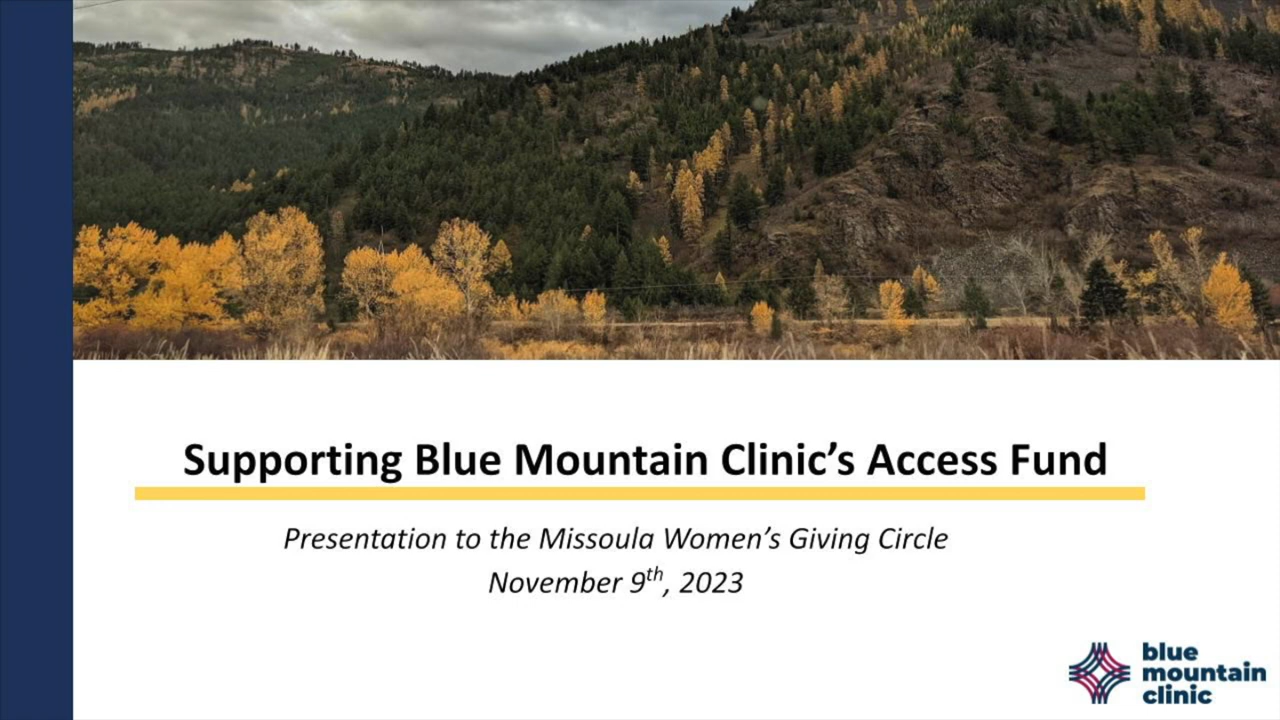 Supporting Blue Mountain Clinic’s Access Fund
Presentation to the Missoula Women’s Giving Circle
November 9th, 2023
blue
mountain
clinic